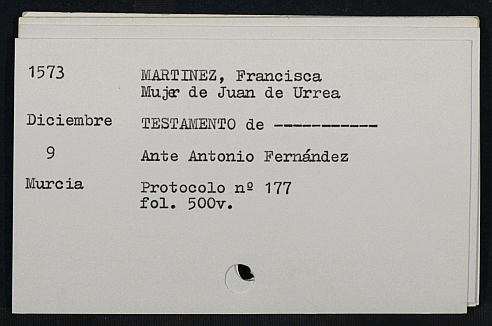 1573 MARTINEZ, Francisca
Mujer de Juan de Urrea
Diciembre TESTAMENTO de -----------
9 Ante Antonio Fernández
Murcia Protocolo nº 177
fol. 500v.